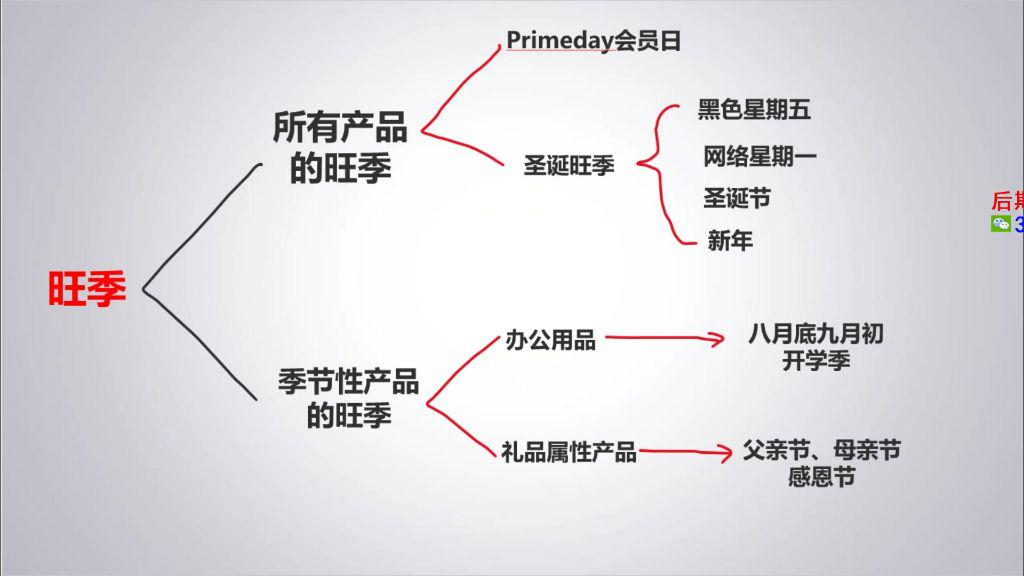 Primeday会员日
所有产品
的旺季
圣诞旺季
黑色星期五
网络星期一
圣诞节
新年
旺季
季节性产品
的旺季
办公用品
八月底九月初
开学季
礼品属性产品
父亲节、母亲节
感恩节
后期
3